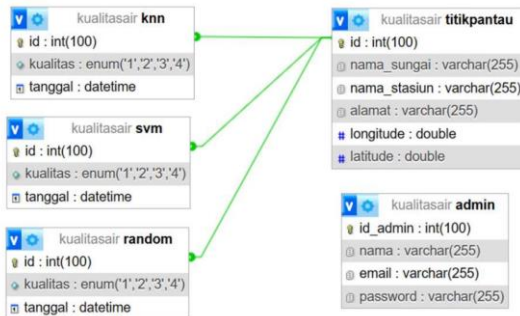 kualitasair knn
id : int(100)
kualitas : enum('1','2','3','4')
tanggal : datetime
kualitasair svm
id : int(100)
kualitas : enum('1','2','3','4')
tanggal : datetime
kualitasair random
id : int(100)
kualitas : enum('1','2','3','4')
tanggal : datetime
kualitasair titikpantau
id : int(100)
nama_sungai : varchar(255)
nama_stasiun : varchar(255)
alamat : varchar(255)
# longitude : double
# latitude : double
kualitasair admin
id_admin : int(100)
nama : varchar(255)
email : varchar(255)
password : varchar(255)